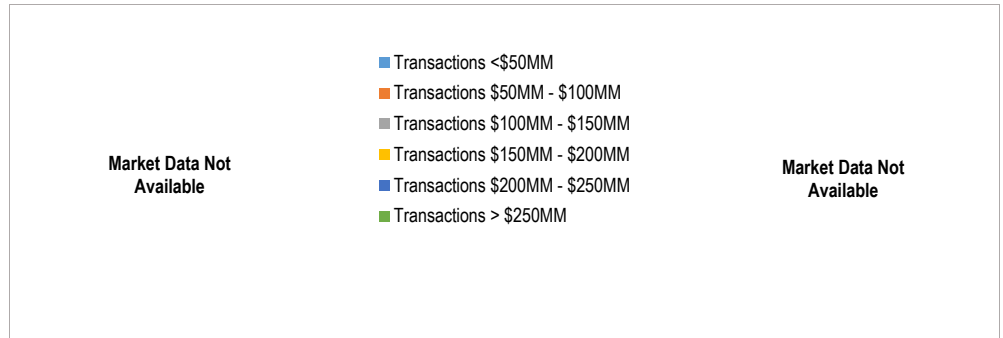 Market Data Not
Available
Transactions <$50MM
Transactions $50MM - $100MM
Transactions $100MM - $150MM
Transactions $150MM - $200MM
Transactions $200MM - $250MM
Transactions > $250MM
Market Data Not
Available